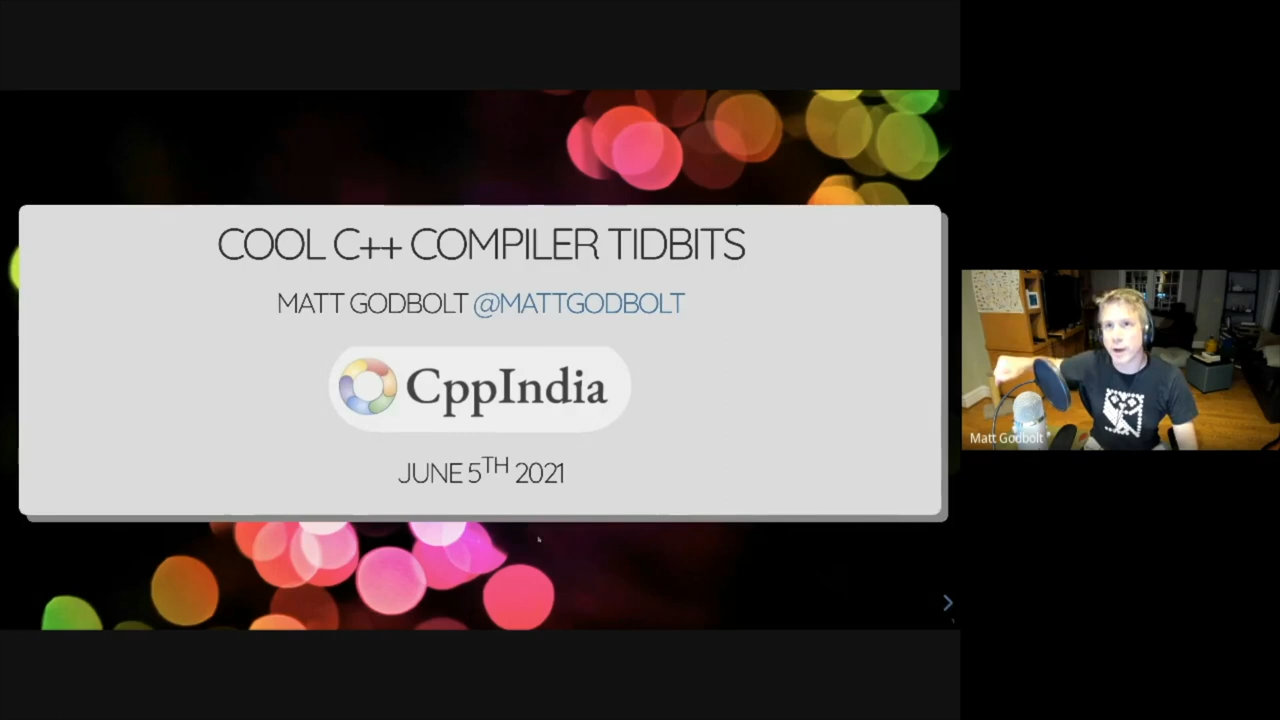 COOL C++ COMPILER TIDBITS
MATT GODBOLT @MATTGODBOLT
CppIndia
JUNE 5TH 2021
Matt Godbolt